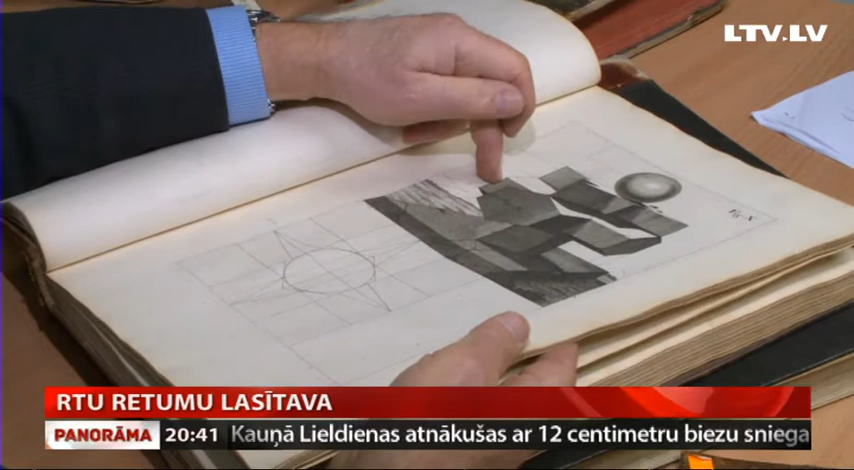 LTV.LV
RTU RETUMU LASĪTAVA
PANORĀMA 20:41 Kauņā Lieldienas atnākušas ar 12 centimetru biezu sniega